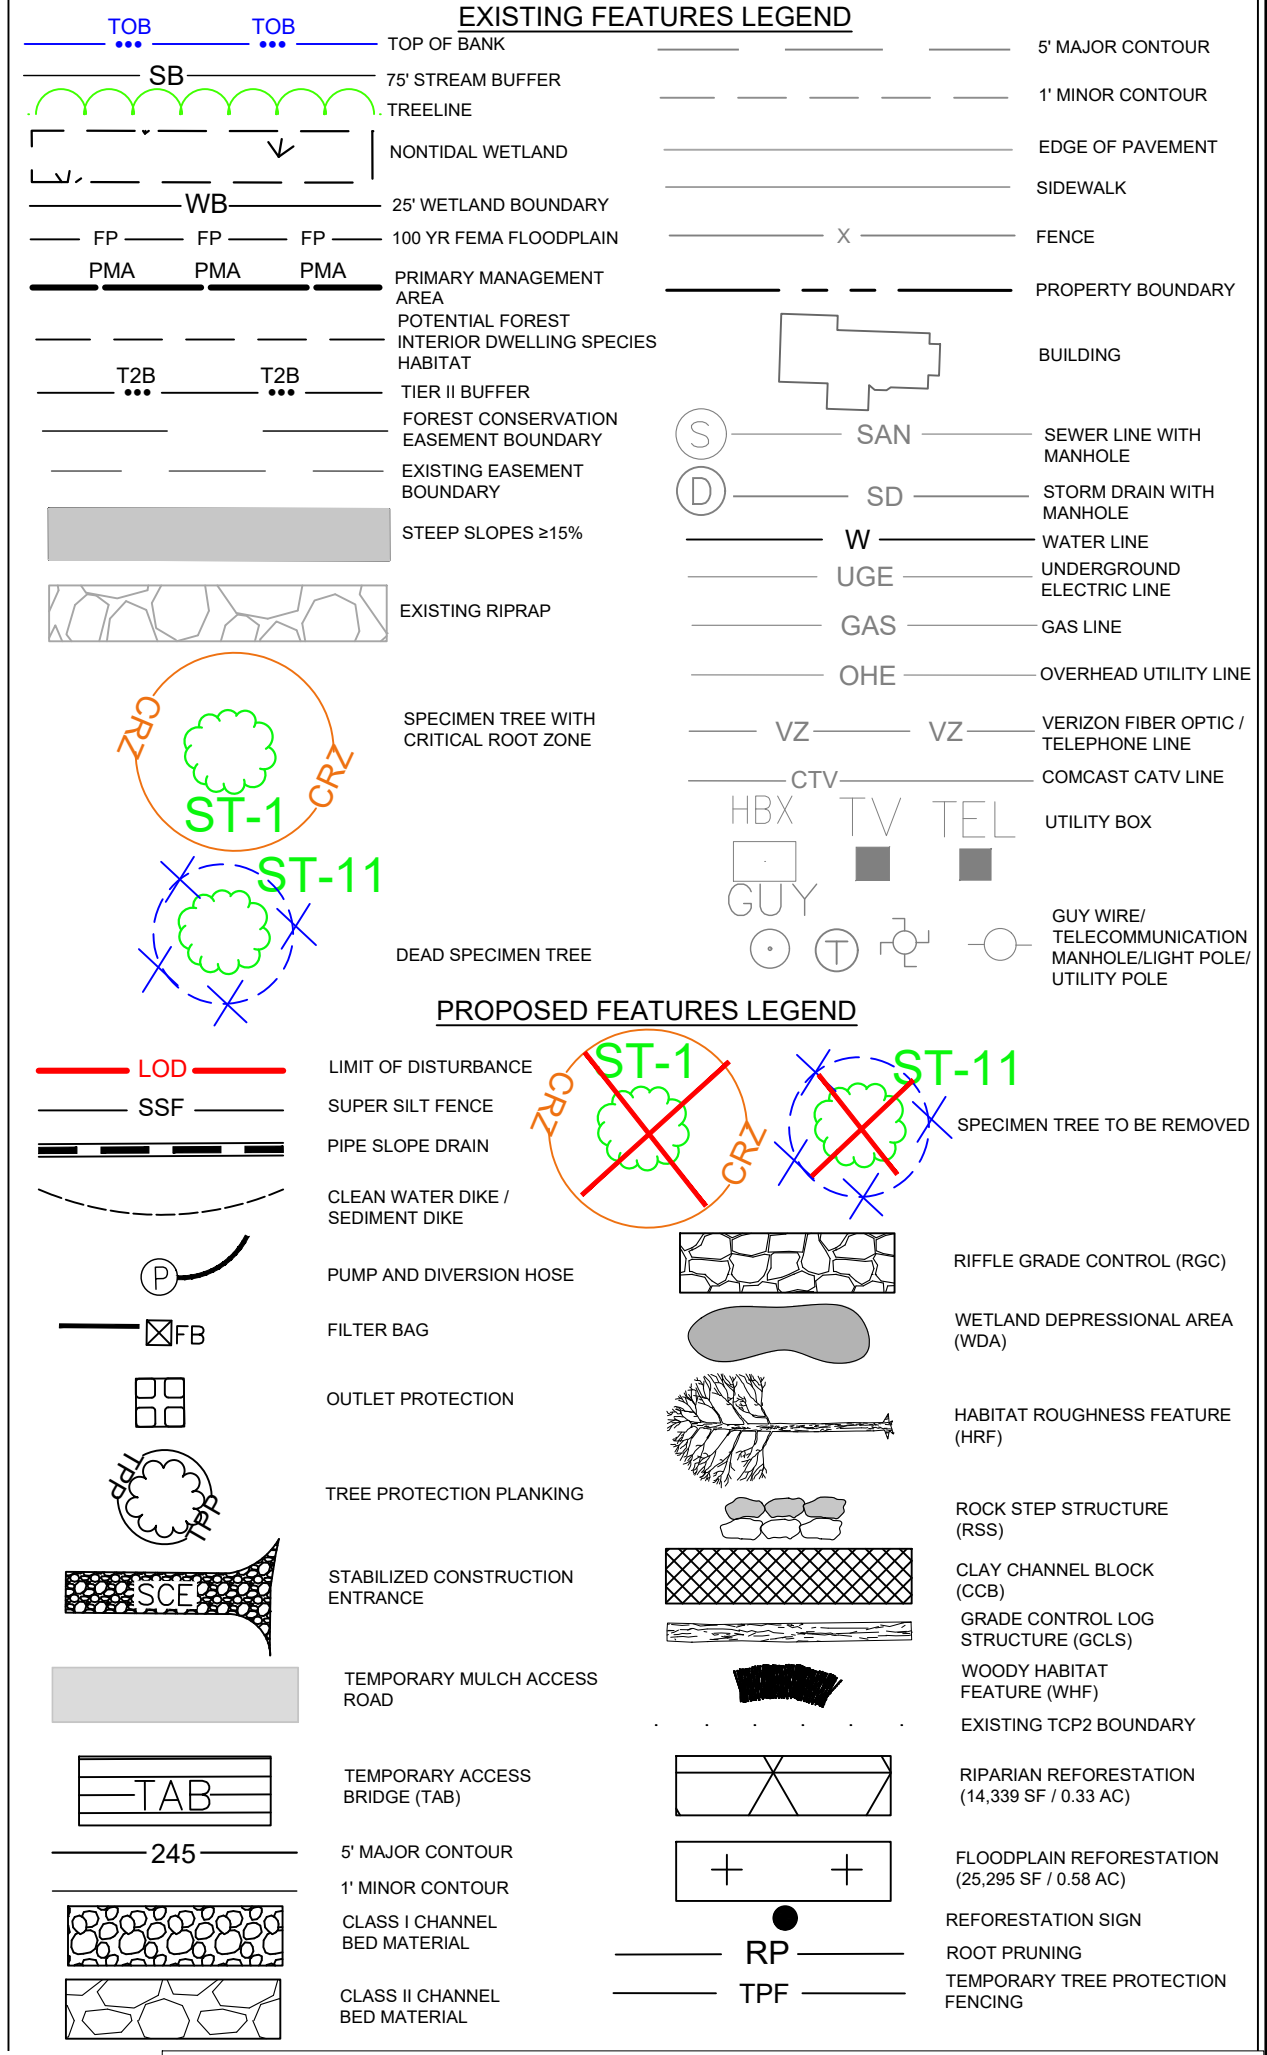 EXISTING FEATURES LEGEND
TOB TOB
TOP OF BANK
SB
75' STREAM BUFFER
TREELINE
NONTIDAL WETLAND
WB
25' WETLAND BOUNDARY
FP FP FP
100 YR FEMA FLOODPLAIN
PMA PMA PMA
PRIMARY MANAGEMENT
AREA
POTENTIAL FOREST
INTERIOR DWELLING SPECIES
HABITAT
T2B T2B
TIER II BUFFER
FOREST CONSERVATION
EASEMENT BOUNDARY
EXISTING EASEMENT
BOUNDARY
STEEP SLOPES ≥15%
EXISTING RIPRAP
CRZ
CRZ
ST-1
SPECIMEN TREE WITH
CRITICAL ROOT ZONE
ST-11
DEAD SPECIMEN TREE
5' MAJOR CONTOUR
1' MINOR CONTOUR
EDGE OF PAVEMENT
SIDEWALK
X
FENCE
PROPERTY BOUNDARY
BUILDING
S
SAN
SEWER LINE WITH
MANHOLE
D
SD
STORM DRAIN WITH
MANHOLE
W
WATER LINE
UGE
UNDERGROUND
ELECTRIC LINE
GAS
GAS LINE
OHE
OVERHEAD UTILITY LINE
VZ VZ
VERIZON FIBER OPTIC /
TELEPHONE LINE
CTV
COMCAST CATV LINE
HBX TV TEL
UTILITY BOX
GUY
T
GUY WIRE/
TELECOMMUNICATION
MANHOLE/LIGHT POLE/
UTILITY POLE
PROPOSED FEATURES LEGEND
LOD
LIMIT OF DISTURBANCE
SSF
SUPER SILT FENCE
PIPE SLOPE DRAIN
CLEAN WATER DIKE /
SEDIMENT DIKE
P
PUMP AND DIVERSION HOSE
FB
FILTER BAG
OUTLET PROTECTION
TPP
TPP
TREE PROTECTION PLANKING
SCE
STABILIZED CONSTRUCTION
ENTRANCE
TEMPORARY MULCH ACCESS
ROAD
TAB
TEMPORARY ACCESS
BRIDGE (TAB)
245
5' MAJOR CONTOUR
1' MINOR CONTOUR
CLASS I CHANNEL
BED MATERIAL
CLASS II CHANNEL
BED MATERIAL
ST-1
CRZ
CRZ
ST-11
SPECIMEN TREE TO BE REMOVED
RIFFLE GRADE CONTROL (RGC)
WETLAND DEPRESSIONAL AREA
(WDA)
HABITAT ROUGHNESS FEATURE
(HRF)
ROCK STEP STRUCTURE
(RSS)
CLAY CHANNEL BLOCK
(CCB)
GRADE CONTROL LOG
STRUCTURE (GCLS)
WOODY HABITAT
FEATURE (WHF)
EXISTING TCP2 BOUNDARY
RIPARIAN REFORESTATION
(14,339 SF / 0.33 AC)
FLOODPLAIN REFORESTATION
(25,295 SF / 0.58 AC)
REFORESTATION SIGN
RP
ROOT PRUNING
TPF
TEMPORARY TREE PROTECTION
FENCING